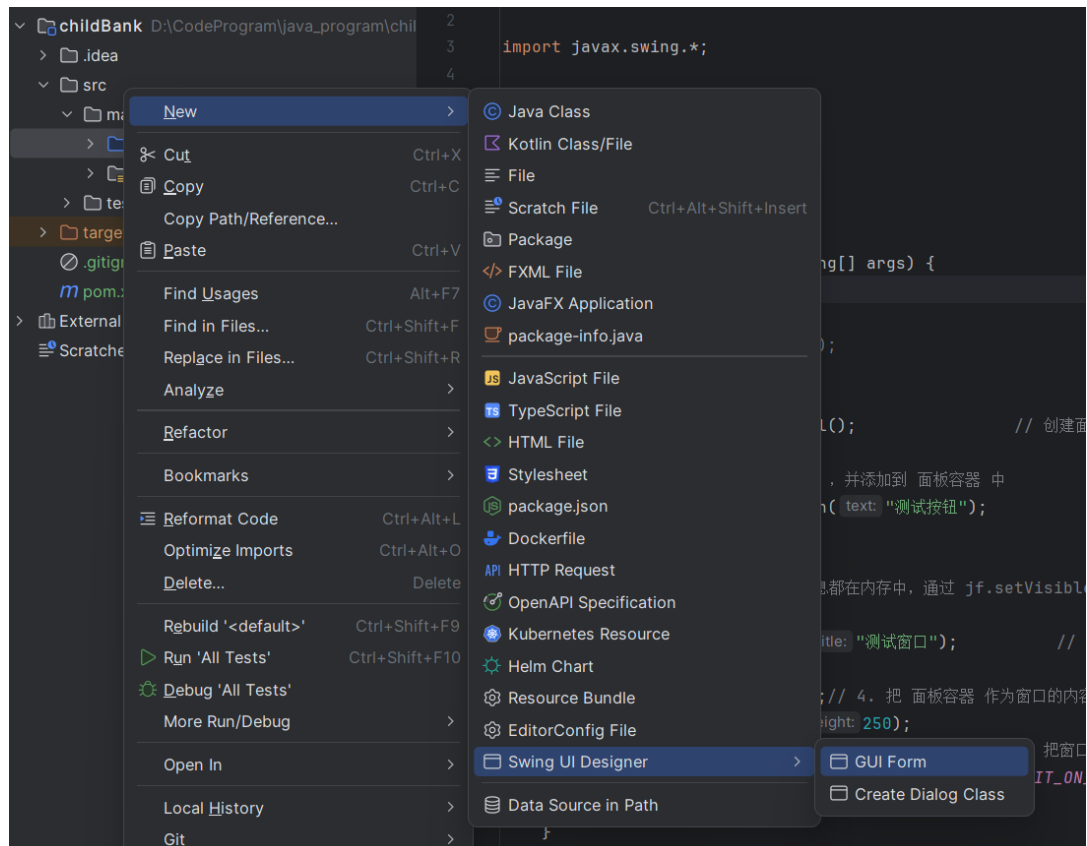 childBank D:\CodeProgram\java_program\chil
.idea
src
ma
tes
targe
.gitign
pom.x
External
Scratche
New
Cut Ctrl+X
Copy Ctrl+C
Copy Path/Reference...
Paste Ctrl+V
Find Usages Alt+F7
Find in Files... Ctrl+Shift+F
Replace in Files... Ctrl+Shift+R
Analyze
Refactor
Bookmarks
Reformat Code Ctrl+Alt+L
Optimize Imports Ctrl+Alt+O
Delete... Delete
Rebuild '<default>' Ctrl+Shift+F9
Run 'All Tests' Ctrl+Shift+F10
Debug 'All Tests'
More Run/Debug
Open In
Local History
Git
Java Class
Kotlin Class/File
File
Scratch File Ctrl+Alt+Shift+Insert
Package
FXML File
JavaFX Application
package-info.java
JavaScript File
TypeScript File
HTML File
Stylesheet
package.json
Dockerfile
HTTP Request
OpenAPI Specification
Kubernetes Resource
Helm Chart
Resource Bundle
EditorConfig File
Swing UI Designer
Data Source in Path
GUI Form
Create Dialog Class
2
3 import javax.swing.*;
4
ng[] args) {
);
l(); // 创建面
，并添加到 面板容器 中
n( text: "测试按钮");
息都在内存中，通过 jf.setVisible
itle: "测试窗口"); //
;// 4. 把 面板容器 作为窗口的内容
eight: 250);
把窗口
IT_ON_
}